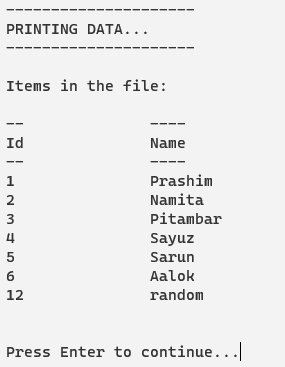 ---------------------
PRINTING DATA...
---------------------
Items in the file:
--              ----
Id              Name
--              ----
1               Prashim
2               Namita
3               Pitambar
4               Sayuz
5               Sarun
6               Aalok
12              random
Press Enter to continue...